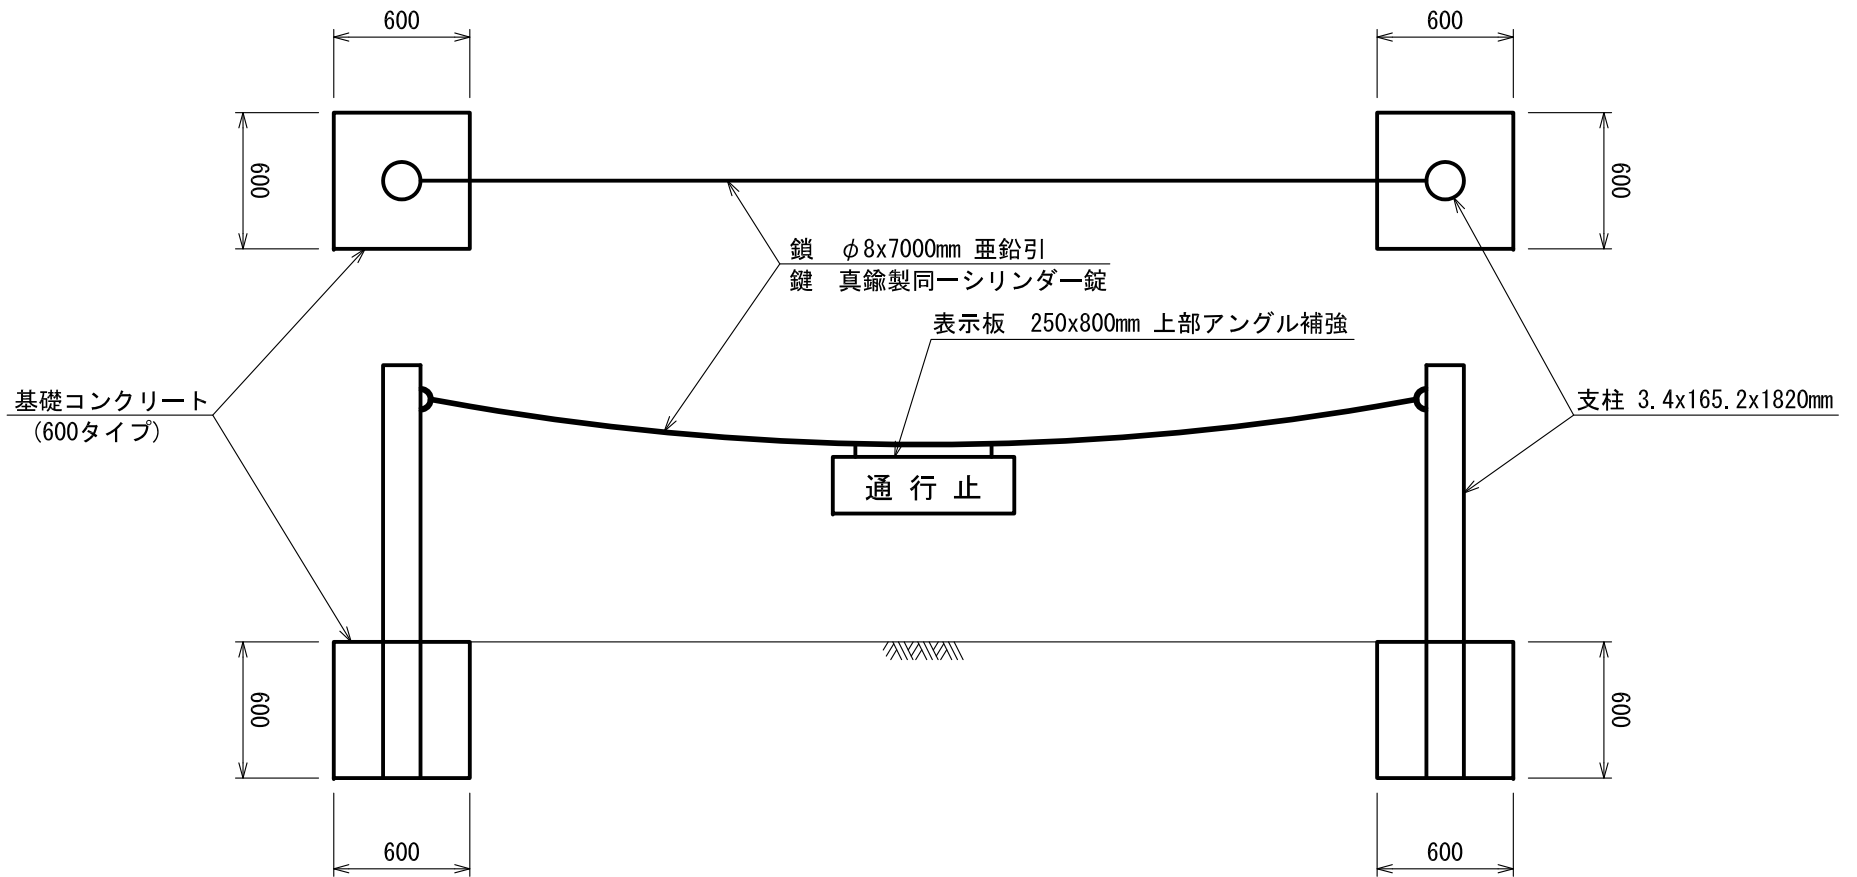 600
600
600
600
鎖 φ8x7000mm 亜鉛引
鍵 真鍮製同一シリンダー錠
表示板 250x800mm 上部アングル補強
基礎コンクリート
(600タイプ)
支柱 3.4x165.2x1820mm
通行止
600
600
600
600